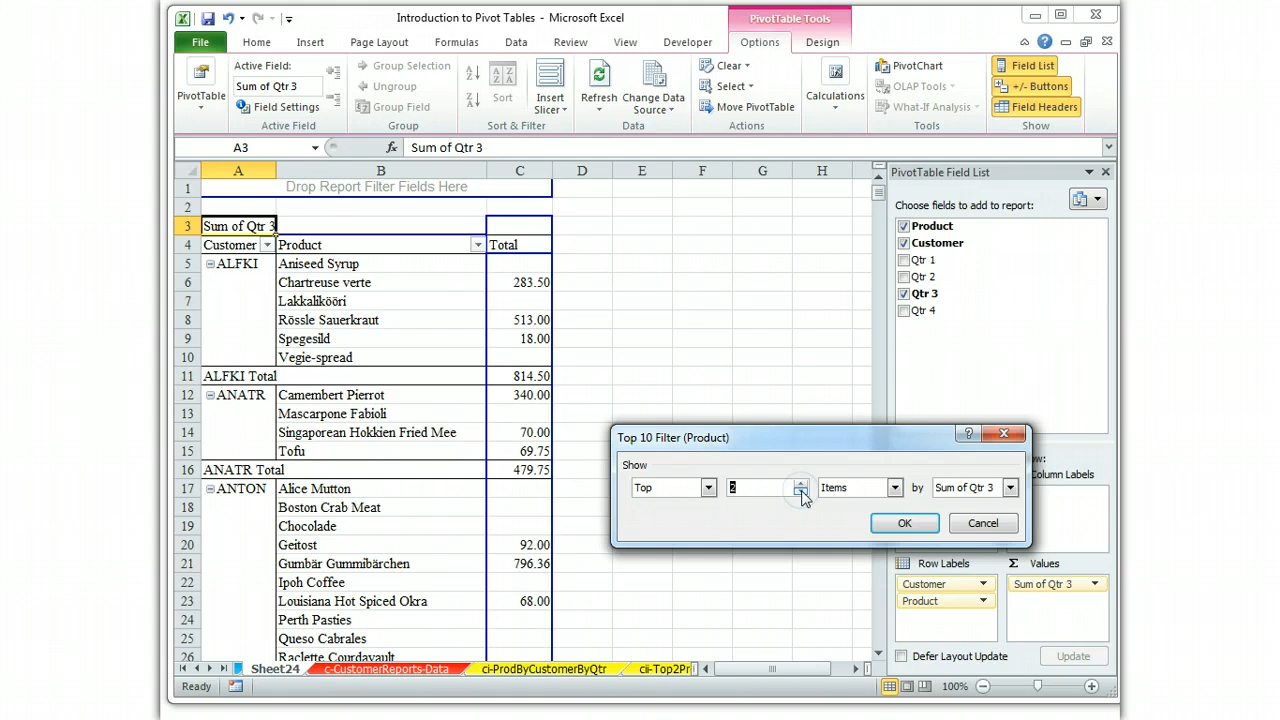 Introduction to Pivot Tables - Microsoft Excel
PivotTable Tools
File Home Insert Page Layout Formulas Data Review View Developer Options Design
PivotTable
Active Field:
Sum of Qtr 3
Field Settings
Active Field
Group Selection
Ungroup
Group Field
Group
Sort
Insert
Slicer
Sort & Filter
Refresh
Change Data
Source
Data
Clear
Select
Move PivotTable
Actions
Calculations
PivotChart
OLAP Tools
What-If Analysis
Tools
Field List
+/- Buttons
Field Headers
Show
A3 fx Sum of Qtr 3
A B C D E F G H
1 Drop Report Filter Fields Here
2
3 Sum of Qtr 3
4 Customer Product Total
5 ALFKI Aniseed Syrup
6 Chartreuse verte 283.50
7 Lakkalikööri
8 Rössle Sauerkraut 513.00
9 Spegesild 18.00
10 Vegie-spread
11 ALFKI Total 814.50
12 ANATR Camembert Pierrot 340.00
13 Mascarpone Fabioli
14 Singaporean Hokkien Fried Mee 70.00
15 Tofu 69.75
16 ANATR Total 479.75
17 ANTON Alice Mutton
18 Boston Crab Meat
19 Chocolade
20 Geitost 92.00
21 Gumbär Gummibärchen 796.36
22 Ipoh Coffee
23 Louisiana Hot Spiced Okra 68.00
24 Perth Pasties
25 Queso Cabrales
26 Raclette Courdavault
PivotTable Field List
Choose fields to add to report:
Product
Customer
Qtr 1
Qtr 2
Qtr 3
Qtr 4
Top 10 Filter (Product)
Show
Top 2 Items by Sum of Qtr 3
OK Cancel
Column Labels
Row Labels
Customer
Product
Σ Values
Sum of Qtr 3
Defer Layout Update Update
Sheet24 c-CustomerReports-Data ci-ProdByCustomerByQtr cii-Top2Pr
Ready 100%